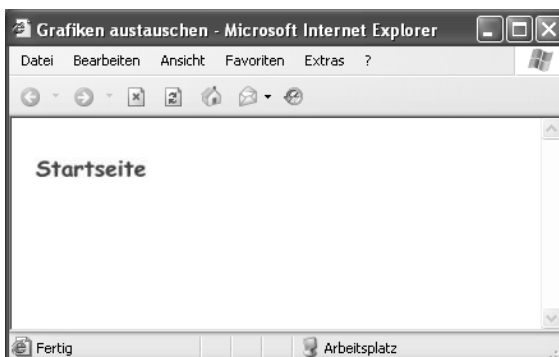 Grafiken austauschen - Microsoft Internet Explorer
Datei Bearbeiten Ansicht Favoriten Extras ?
Startseite
Fertig Arbeitsplatz